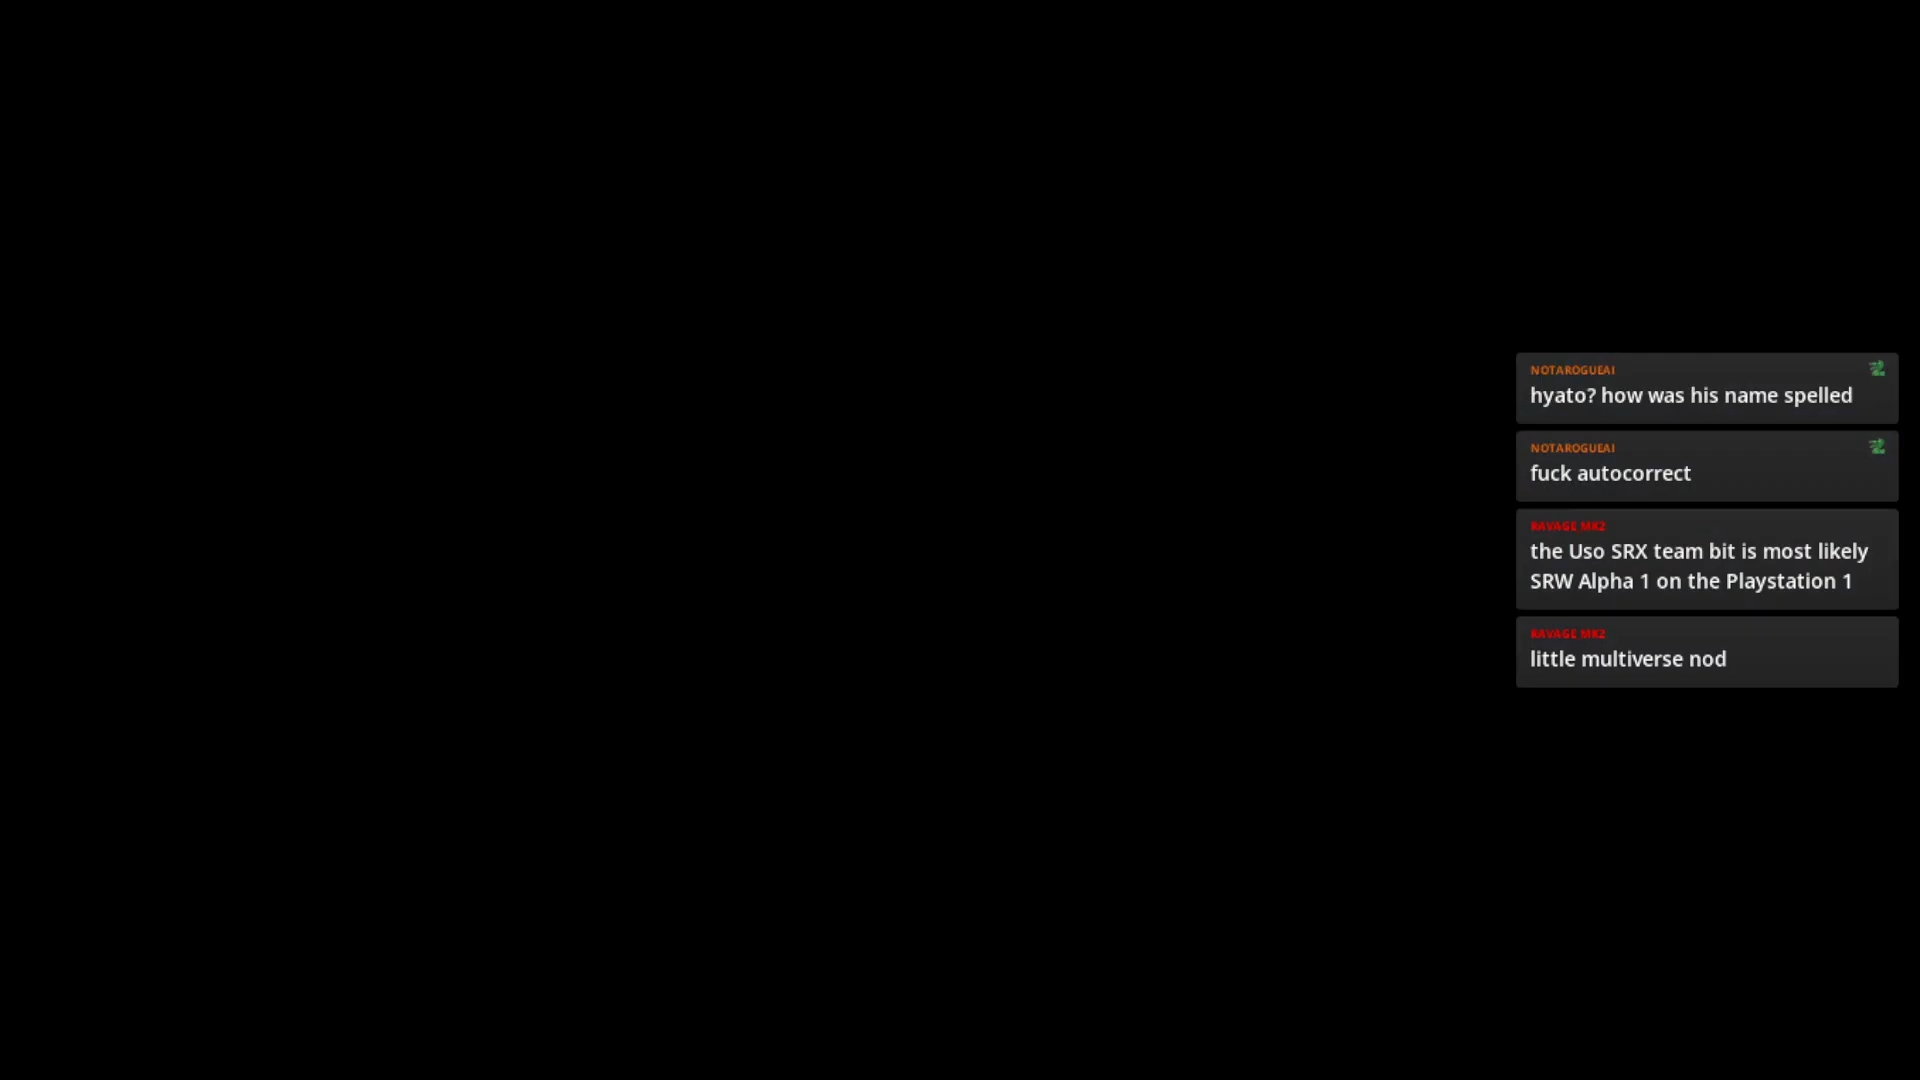 NOTAROGUEAI
hyato? how was his name spelled
NOTAROGUEAI
fuck autocorrect
RAVAGE MK2
the Uso SRX team bit is most likely
SRW Alpha 1 on the Playstation 1
RAVAGE MK2
little multiverse nod